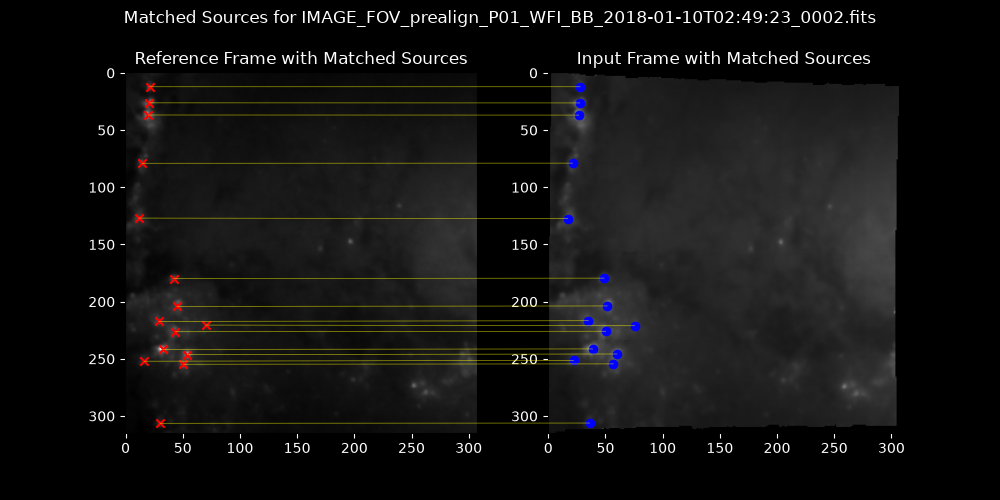 Matched Sources for IMAGE_FOV_prealign_P01_WFI_BB_2018-01-10T02:49:23_0002.fits
Reference Frame with Matched Sources
0
50
100
150
200
250
300
0 50 100 150 200 250 300
Input Frame with Matched Sources
0
50
100
150
200
250
300
0 50 100 150 200 250 300